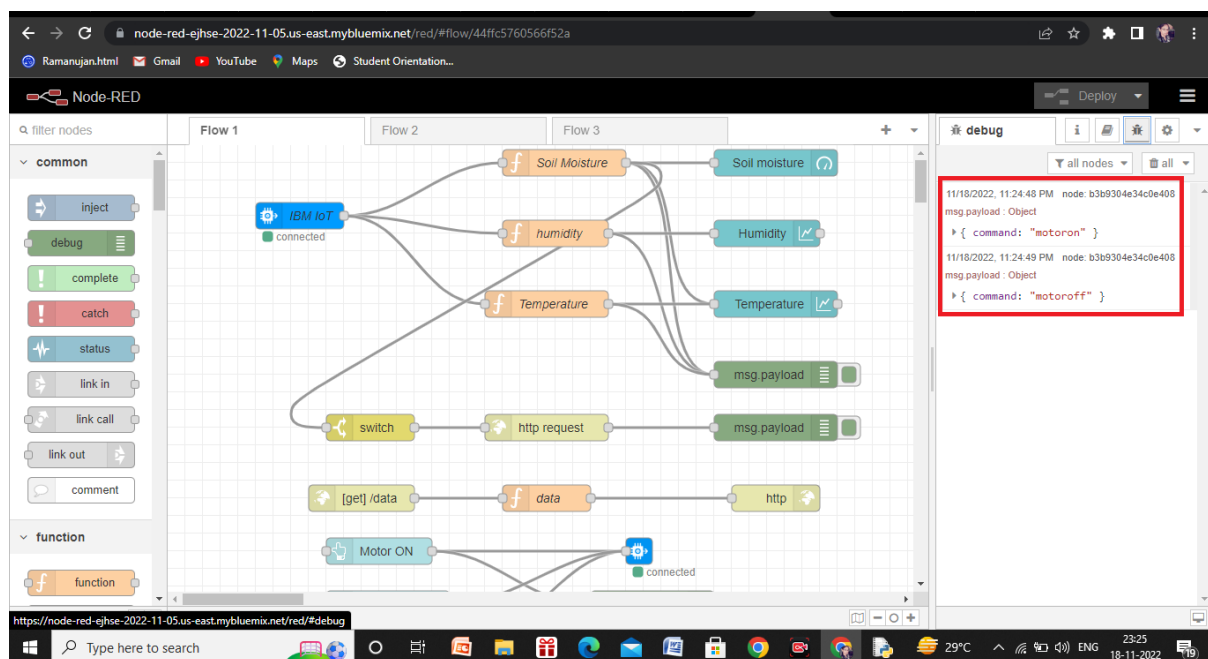 node-red-ejhse-2022-11-05.us-east.mybluemix.net/red/#flow/44ffc5760566f52a
Ramanujan.html Gmail YouTube Maps Student Orientation...
Node-RED Deploy
filter nodes Flow 1 Flow 2 Flow 3 debug i
common all nodes all
Soil Moisture Soil moisture
11/18/2022, 11:24:48 PM node: b3b9304e34c0e408
inject IBM IoT msg.payload : Object
connected humidity Humidity { command: "motoron" }
debug
11/18/2022, 11:24:49 PM node: b3b9304e34c0e408
complete msg.payload : Object
Temperature Temperature { command: "motoroff" }
catch
status
link in msg.payload
link call switch http request msg.payload
link out
comment [get] /data data http
function Motor ON
connected
function
https://node-red-ejhse-2022-11-05.us-east.mybluemix.net/red/#debug
Type here to search 29°C ENG 23:25
18-11-2022 19